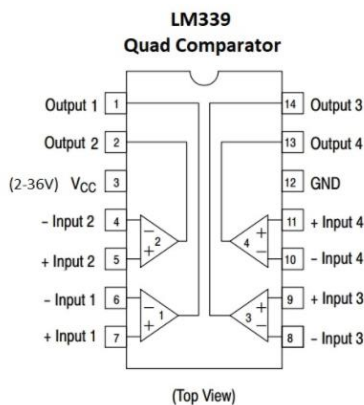 LM339
Quad Comparator
Output 1 1 14 Output 3
Output 2 2 13 Output 4
(2-36V) VCC 3 12 GND
– Input 2 4 11 + Input 4
+ Input 2 5 10 – Input 4
– Input 1 6 9 + Input 3
+ Input 1 7 8 – Input 3
– + 2
+ – 4
– + 1
+ – 3
(Top View)